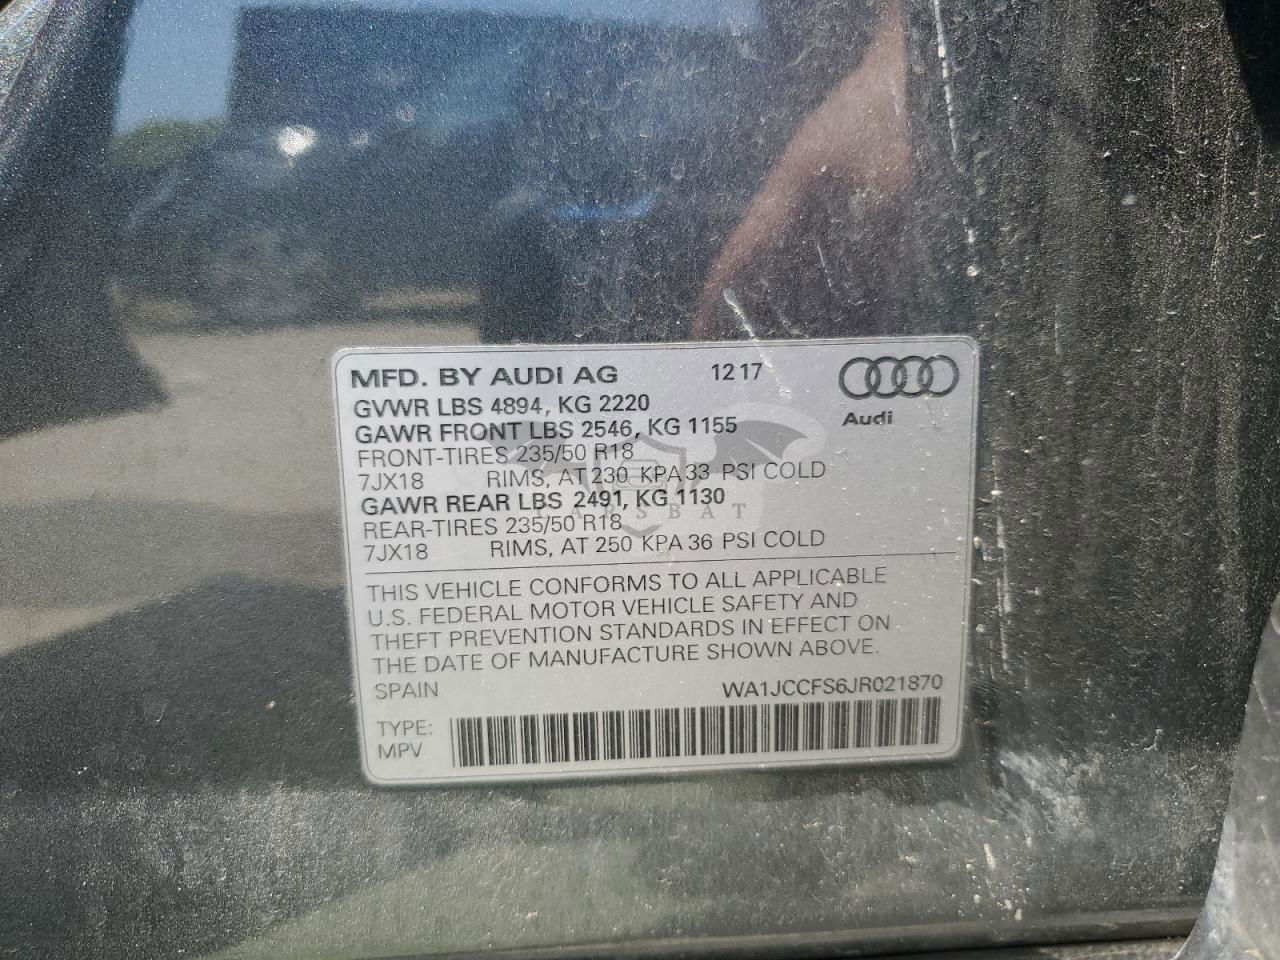 MFD. BY AUDI AG 12 17
Audi
GVWR LBS 4894, KG 2220
GAWR FRONT LBS 2546, KG 1155
FRONT-TIRES 235/50 R18
7JX18 RIMS, AT 230 KPA 33 PSI COLD
GAWR REAR LBS 2491, KG 1130
REAR-TIRES 235/50 R18
7JX18 RIMS, AT 250 KPA 36 PSI COLD
CARSBAT
THIS VEHICLE CONFORMS TO ALL APPLICABLE
U.S. FEDERAL MOTOR VEHICLE SAFETY AND
THEFT PREVENTION STANDARDS IN EFFECT ON
THE DATE OF MANUFACTURE SHOWN ABOVE.
SPAIN WA1JCCFS6JR021870
TYPE:
MPV